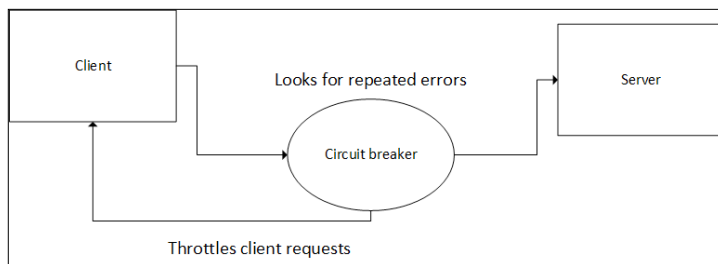 Client
Looks for repeated errors
Server
Circuit breaker
Throttles client requests